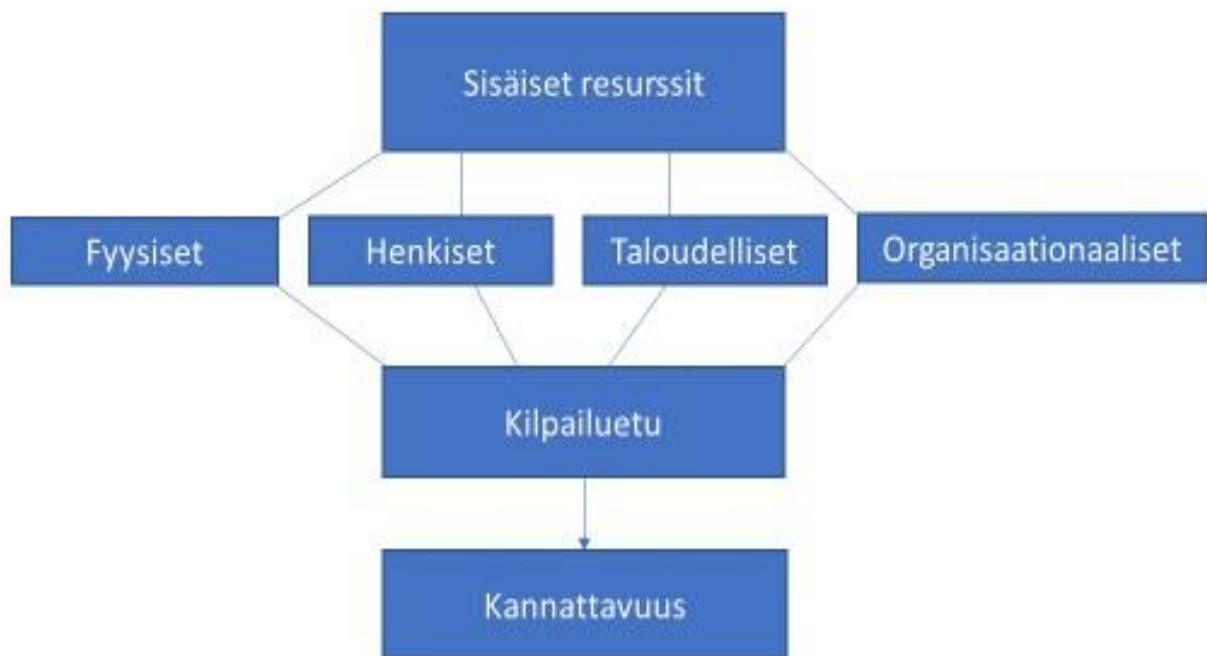 Sisäiset resurssit
Fyysiset
Henkiset
Taloudelliset
Organisaationaaliset
Kilpailuetu
Kannattavuus